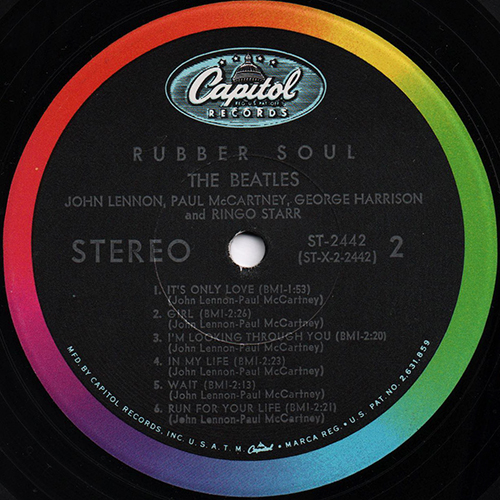 Capitol
REG. U.S. PAT. OFF.
RECORDS
RUBBER SOUL
THE BEATLES
JOHN LENNON, PAUL McCARTNEY, GEORGE HARRISON
and RINGO STARR
STEREO
ST-2442
(ST-X-2-2442)
2
1. IT'S ONLY LOVE (BMI-1:53)
(John Lennon-Paul McCartney)
2. GIRL (BMI-2:26)
(John Lennon-Paul McCartney)
3. I'M LOOKING THROUGH YOU (BMI-2:20)
(John Lennon-Paul McCartney)
4. IN MY LIFE (BMI-2:23)
(John Lennon-Paul McCartney)
5. WAIT (BMI-2:13)
(John Lennon-Paul McCartney)
6. RUN FOR YOUR LIFE (BMI-2:21)
(John Lennon-Paul McCartney)
MFD. BY CAPITOL RECORDS, INC. U.S.A. T.M. Capitol MARCA REG. • U.S. PAT. NO. 2,631,859